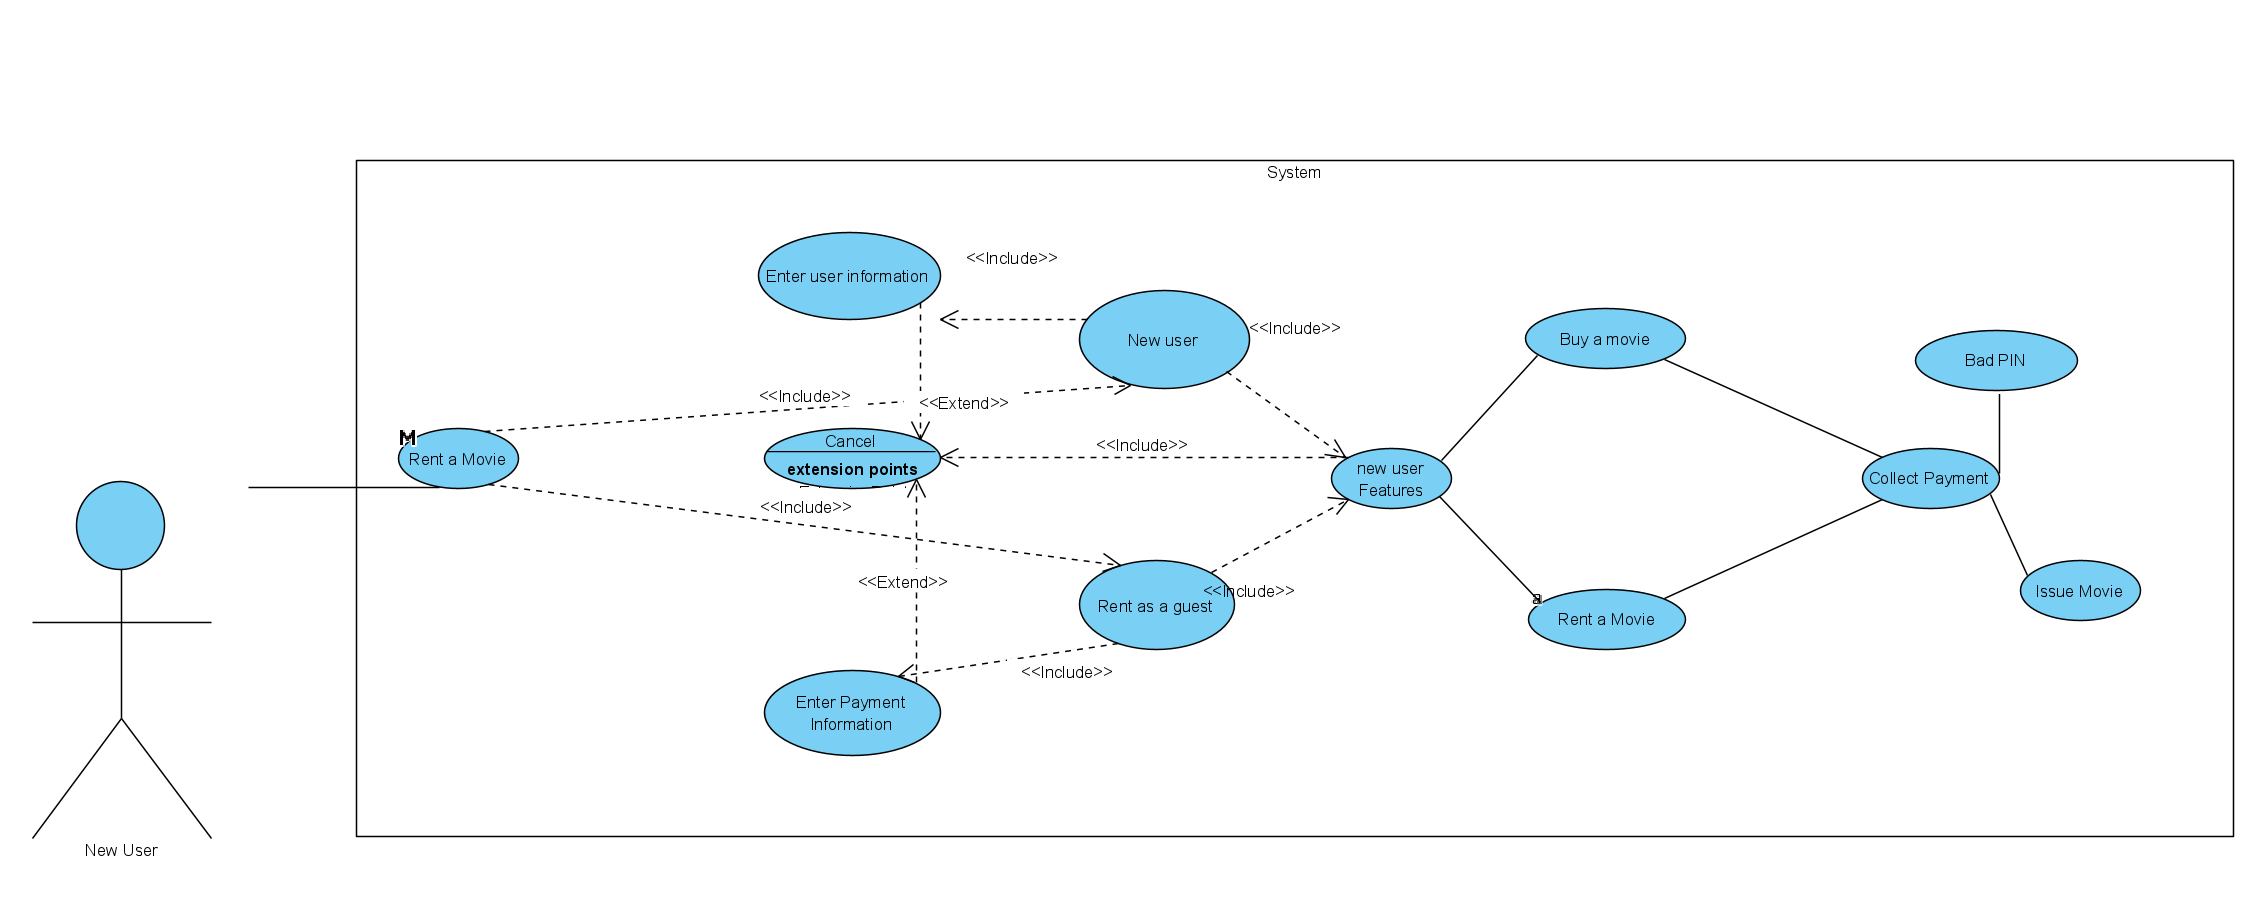 System
Enter user information
<<Include>>
New user
<<Include>>
Buy a movie
Bad PIN
<<Include>>
<<Extend>>
M
Rent a Movie
Cancel
extension points
<<Include>>
new user
Features
Collect Payment
<<Include>>
<<Extend>>
<<Include>>
Rent as a guest
Issue Movie
Rent a Movie
<<Include>>
Enter Payment
Information
New User